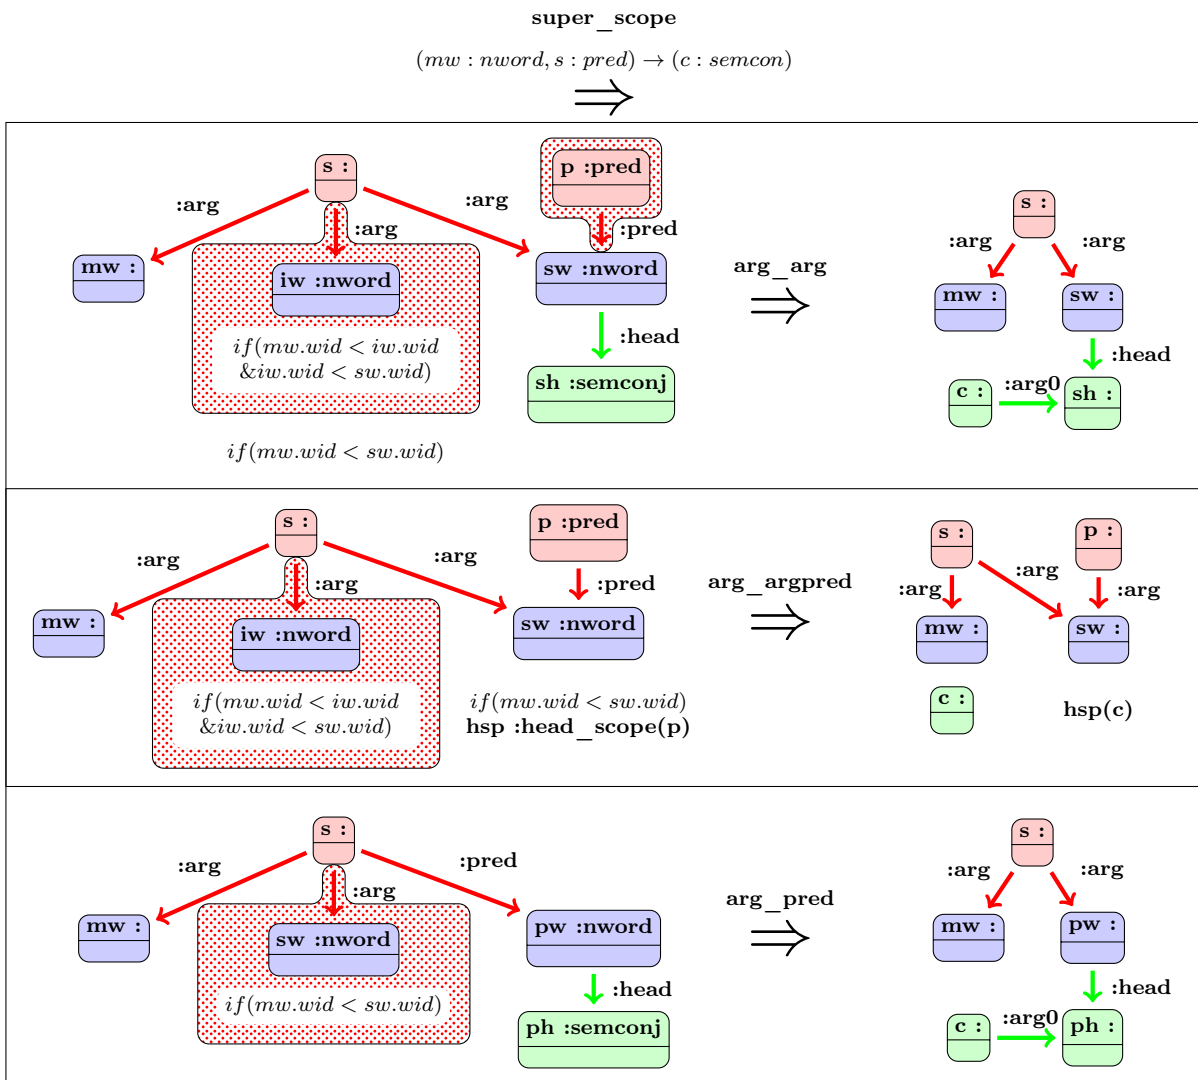 super_scope
(mw : nword, s : pred) → (c : semcon)
⇒
s :
p :pred
:arg
:arg
:arg
:pred
mw :
iw :nword
sw :nword
if(mw.wid < iw.wid
&iw.wid < sw.wid)
:head
sh :semconj
if(mw.wid < sw.wid)
arg_arg
⇒
s :
:arg
:arg
mw :
sw :
:head
c :
:arg0
sh :
s :
p :pred
:arg
:arg
:arg
:pred
mw :
iw :nword
sw :nword
if(mw.wid < iw.wid
&iw.wid < sw.wid)
if(mw.wid < sw.wid)
hsp :head_scope(p)
arg_argpred
⇒
s :
p :
:arg
:arg
:arg
mw :
sw :
c :
hsp(c)
s :
:arg
:arg
:pred
mw :
sw :nword
pw :nword
if(mw.wid < sw.wid)
:head
ph :semconj
arg_pred
⇒
s :
:arg
:arg
mw :
pw :
:head
c :
:arg0
ph :